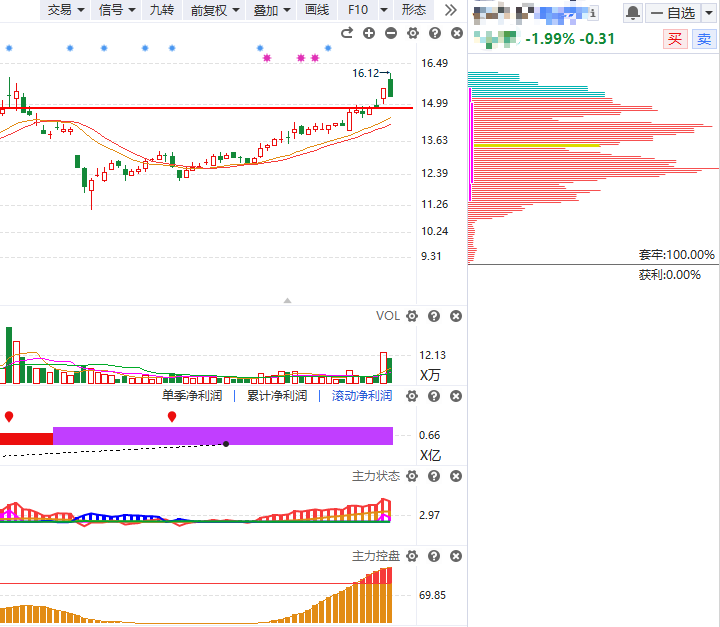 交易 信号 九转 前复权 叠加 画线 F10 形态
自选
-1.99% -0.31
买 卖
16.49
16.12
14.99
13.63
12.39
11.26
10.24
9.31
套牢:100.00%
获利:0.00%
VOL
12.13
X万
单季净利润 | 累计净利润 | 滚动净利润
0.66
X亿
主力状态
2.97
主力控盘
69.85